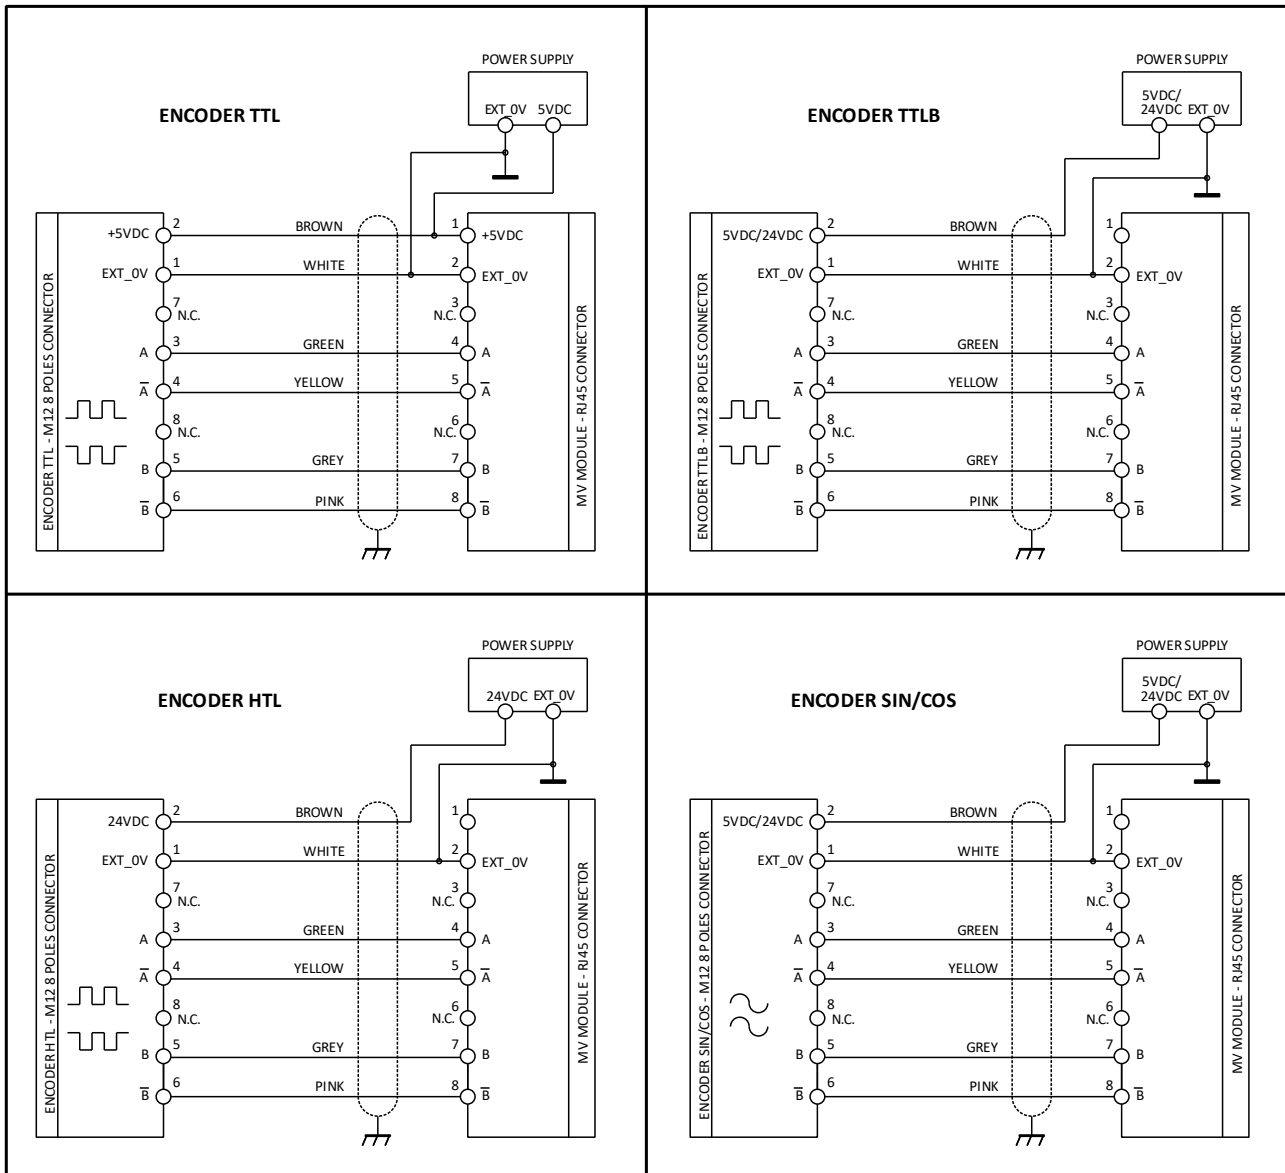 POWER SUPPLY
EXT_0V 5VDC
ENCODER TTL
ENCODER TTL - M12 8 POLES CONNECTOR
+5VDC 2 BROWN 1 +5VDC
EXT_0V 1 WHITE 2 EXT_0V
7 N.C. 3 N.C.
A 3 GREEN 4 A
A̅ 4 YELLOW 5 A̅
8 N.C. 6 N.C.
B 5 GREY 7 B
B̅ 6 PINK 8 B̅
MV MODULE - RJ45 CONNECTOR
POWER SUPPLY
5VDC/
24VDC EXT_0V
ENCODER TTLB
ENCODER TTLB - M12 8 POLES CONNECTOR
5VDC/24VDC 2 BROWN 1
EXT_0V 1 WHITE 2 EXT_0V
7 N.C. 3 N.C.
A 3 GREEN 4 A
A̅ 4 YELLOW 5 A̅
8 N.C. 6 N.C.
B 5 GREY 7 B
B̅ 6 PINK 8 B̅
MV MODULE - RJ45 CONNECTOR
POWER SUPPLY
24VDC EXT_0V
ENCODER HTL
ENCODER HTL - M12 8 POLES CONNECTOR
24VDC 2 BROWN 1
EXT_0V 1 WHITE 2 EXT_0V
7 N.C. 3 N.C.
A 3 GREEN 4 A
A̅ 4 YELLOW 5 A̅
8 N.C. 6 N.C.
B 5 GREY 7 B
B̅ 6 PINK 8 B̅
MV MODULE - RJ45 CONNECTOR
POWER SUPPLY
5VDC/
24VDC EXT_0V
ENCODER SIN/COS
ENCODER SIN/COS - M12 8 POLES CONNECTOR
5VDC/24VDC 2 BROWN 1
EXT_0V 1 WHITE 2 EXT_0V
7 N.C. 3 N.C.
A 3 GREEN 4 A
A̅ 4 YELLOW 5 A̅
8 N.C. 6 N.C.
B 5 GREY 7 B
B̅ 6 PINK 8 B̅
MV MODULE - RJ45 CONNECTOR